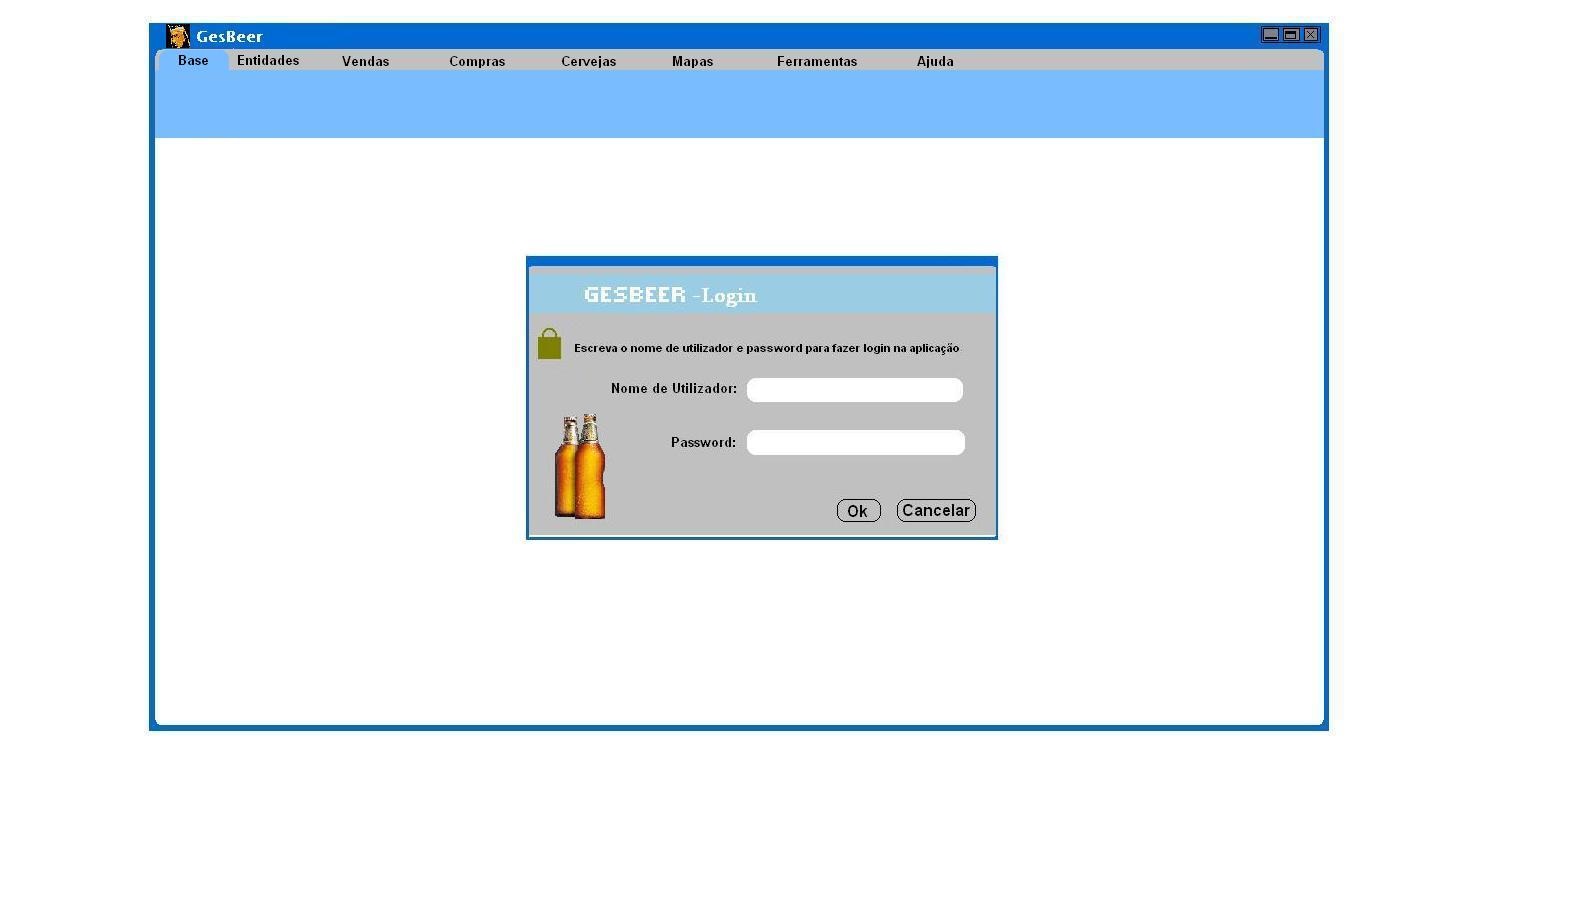 GesBeer
Base Entidades Vendas Compras Cervejas Mapas Ferramentas Ajuda
GESBEER -Login
Escreva o nome de utilizador e password para fazer login na aplicação
Nome de Utilizador:
Password:
Ok Cancelar